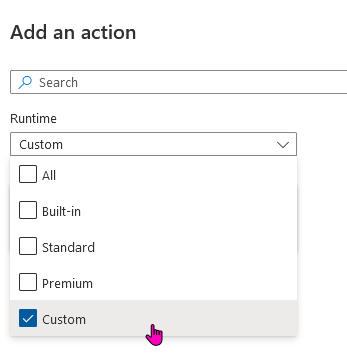 Add an action
Search
Runtime
Custom
All
Built-in
Standard
Premium
Custom